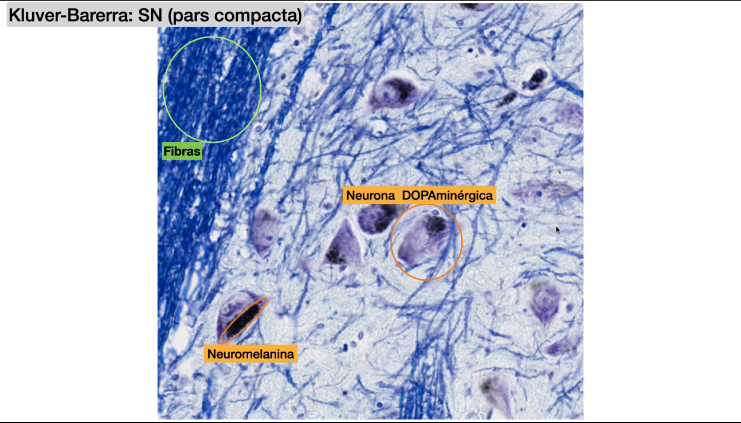 Kluver-Barerra: SN (pars compacta)
Fibras
Neurona DOPAminérgica
Neuromelanina